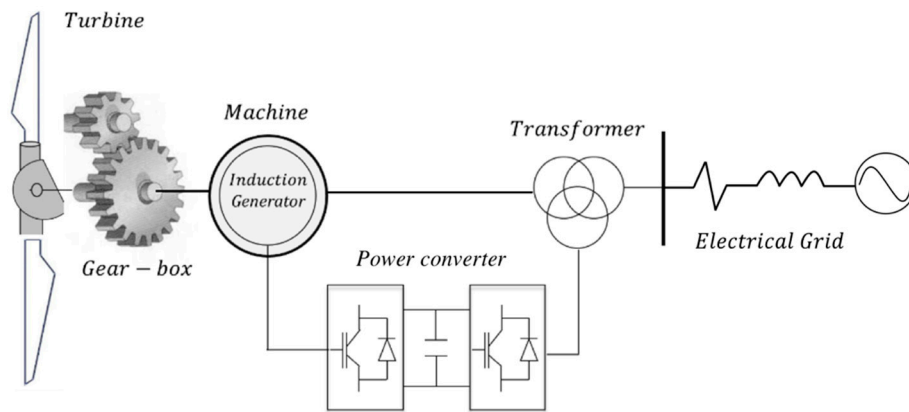 Turbine
Machine
Transformer
Induction
Generator
Electrical Grid
Gear – box
Power converter